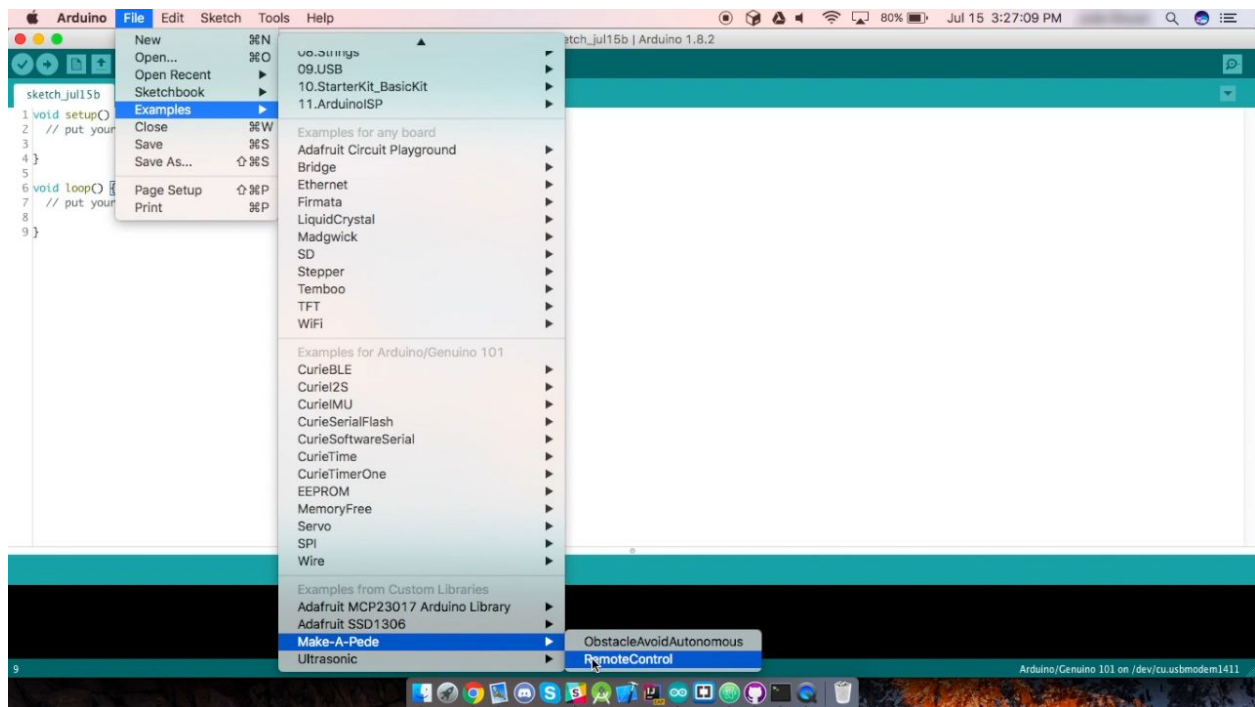 Arduino File Edit Sketch Tools Help 80% Jul 15 3:27:09 PM
etch_jul15b | Arduino 1.8.2
New ⌘N
Open... ⌘O
Open Recent
Sketchbook
Examples
Close ⌘W
Save ⌘S
Save As... ⇧⌘S
Page Setup ⇧⌘P
Print ⌘P
sketch_jul15b
1 void setup()
2 // put your
3
4 }
5
6 void loop() {
7 // put your
8
9 }
08.Strings
09.USB
10.StarterKit_BasicKit
11.ArduinoISP
Examples for any board
Adafruit Circuit Playground
Bridge
Ethernet
Firmata
LiquidCrystal
Madgwick
SD
Stepper
Temboo
TFT
WiFi
Examples for Arduino/Genuino 101
CurieBLE
CurieI2S
CurieIMU
CurieSerialFlash
CurieSoftwareSerial
CurieTime
CurieTimerOne
EEPROM
MemoryFree
Servo
SPI
Wire
Examples from Custom Libraries
Adafruit MCP23017 Arduino Library
Adafruit SSD1306
Make-A-Pede
Ultrasonic
ObstacleAvoidAutonomous
RemoteControl
9 Arduino/Genuino 101 on /dev/cu.usbmodem1411